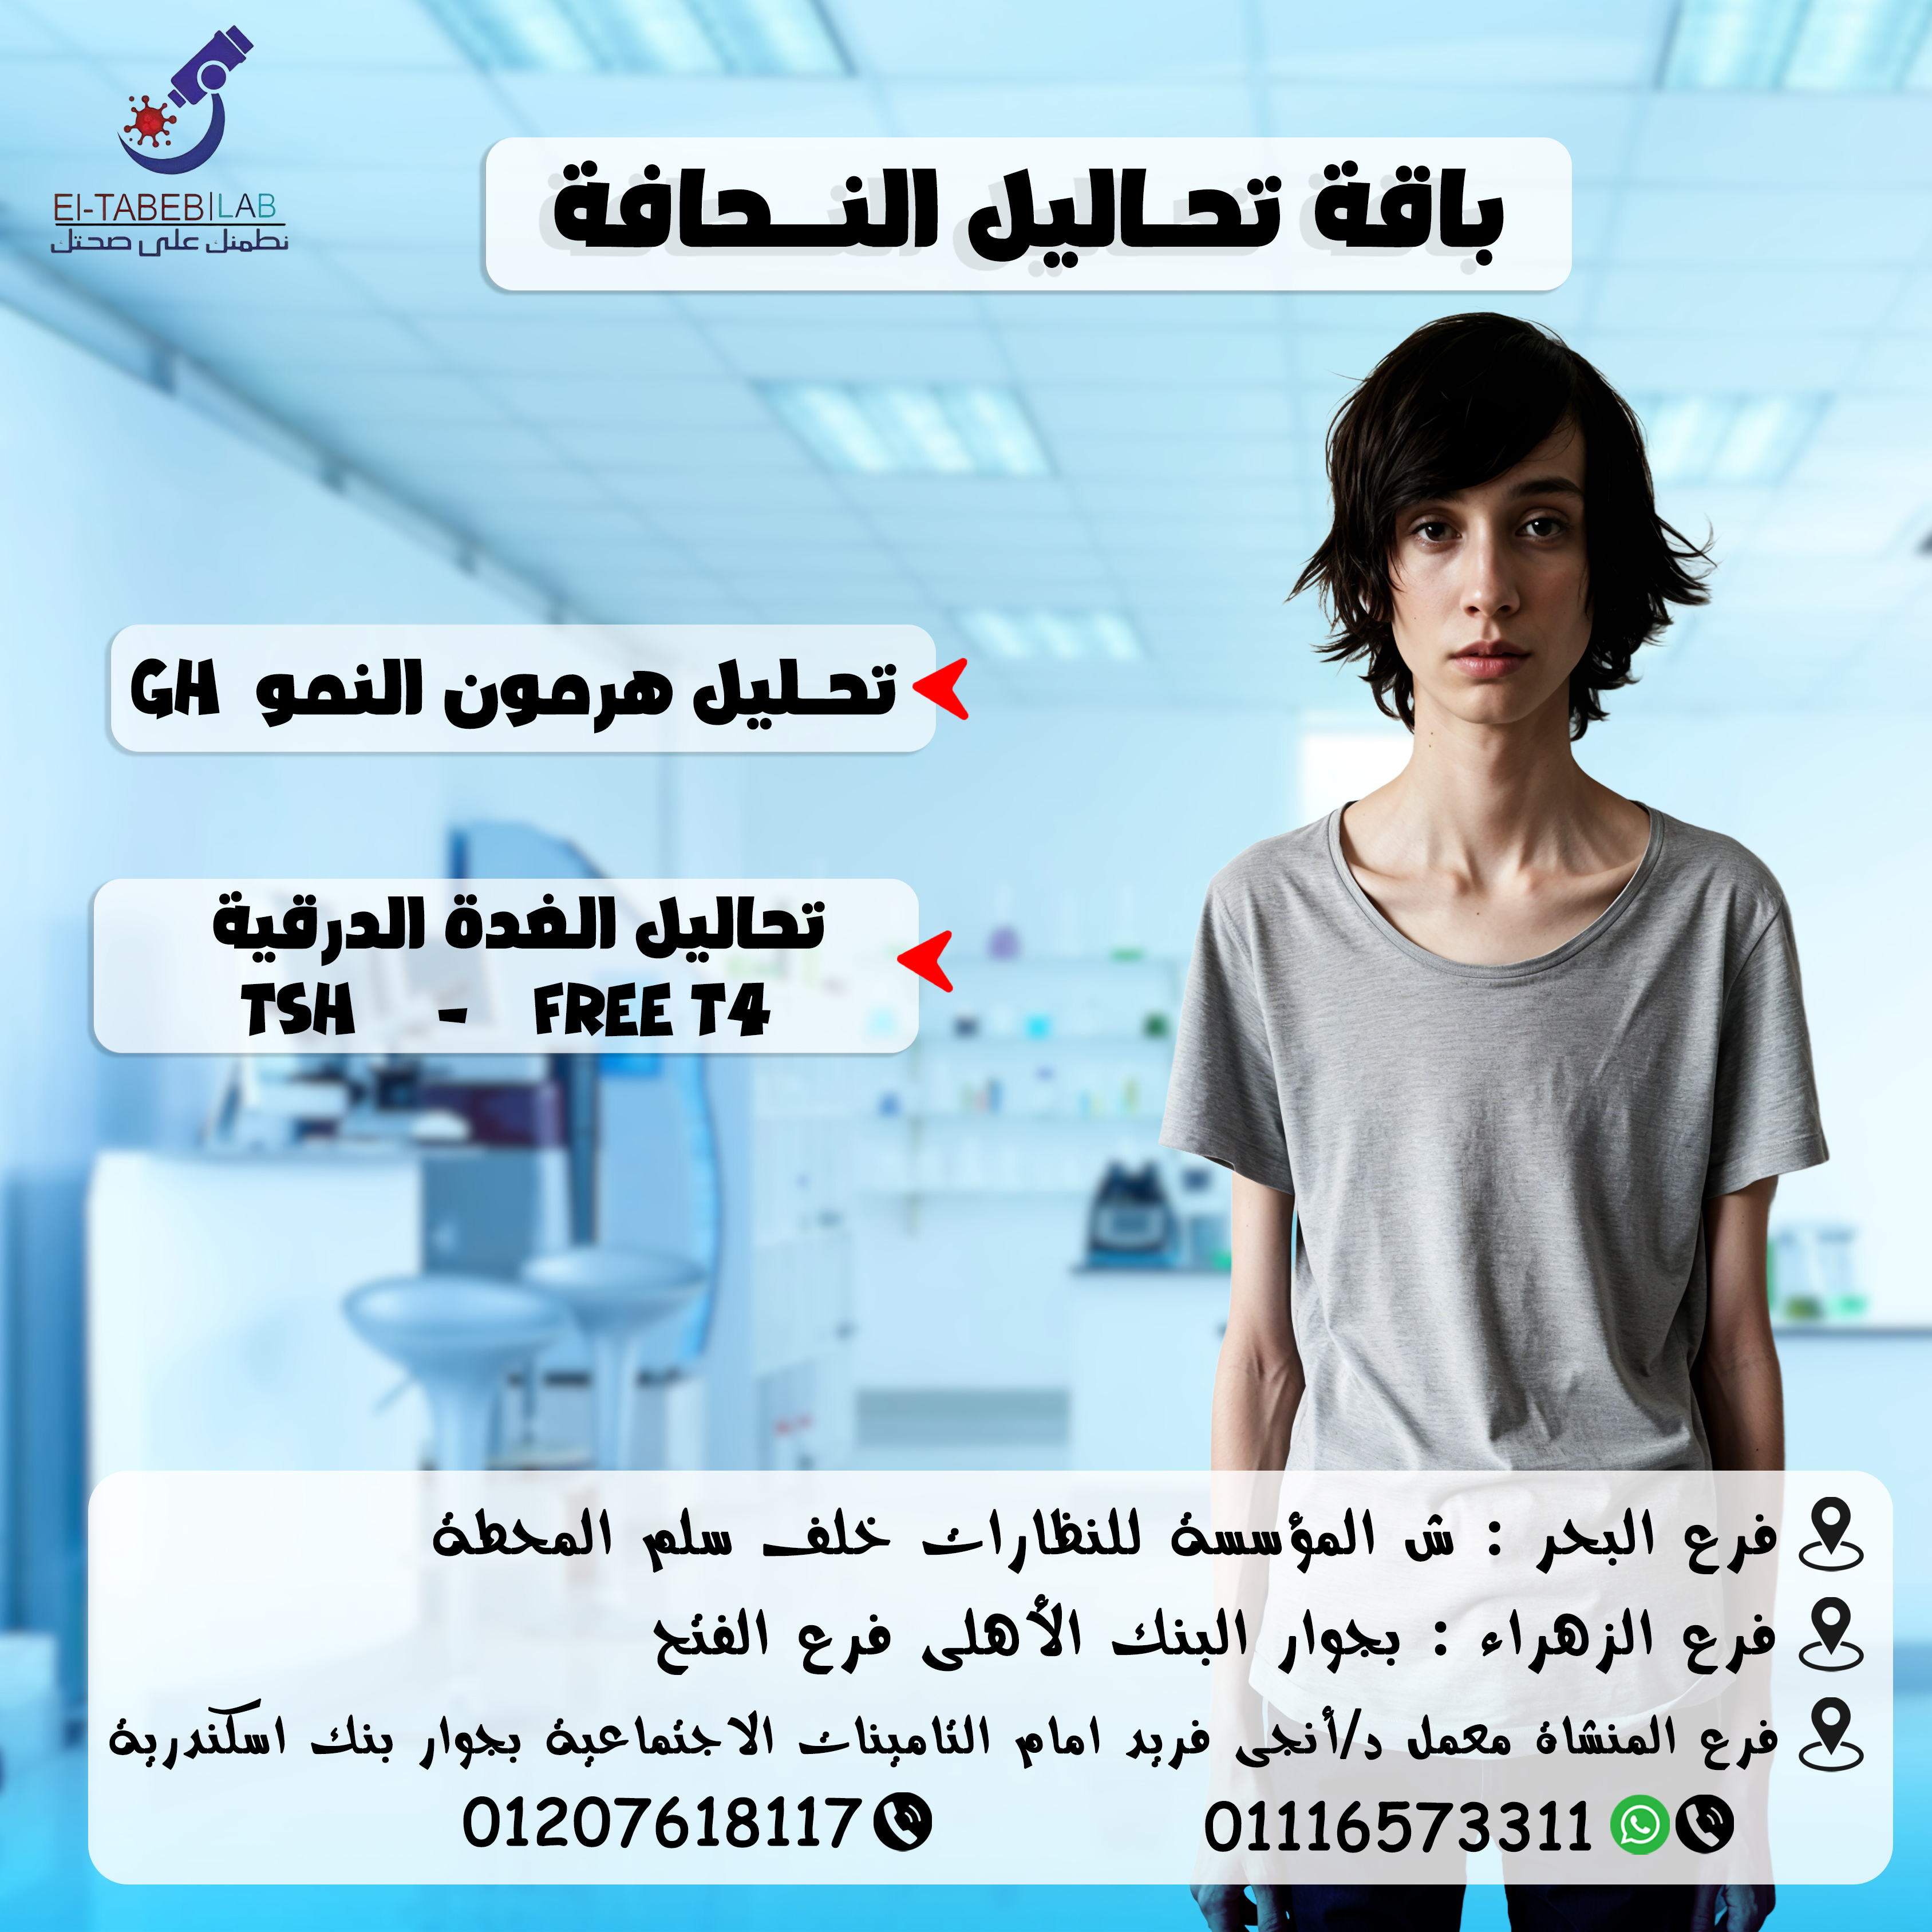 El-TABEB|LAB
نطمنك على صحتك
باقة تحاليل النحافة
تحليل هرمون النمو GH
تحاليل الغدة الدرقية
TSH - FREE T4
فرع البحر : ش المؤسسة للنظارات خلف سلم المحطة
فرع الزهراء : بجوار البنك الأهلى فرع الفتح
فرع المنشاة معمل د/أنجى فريد امام التامينات الاجتماعية بجوار بنك اسكندرية
01116573311
01207618117